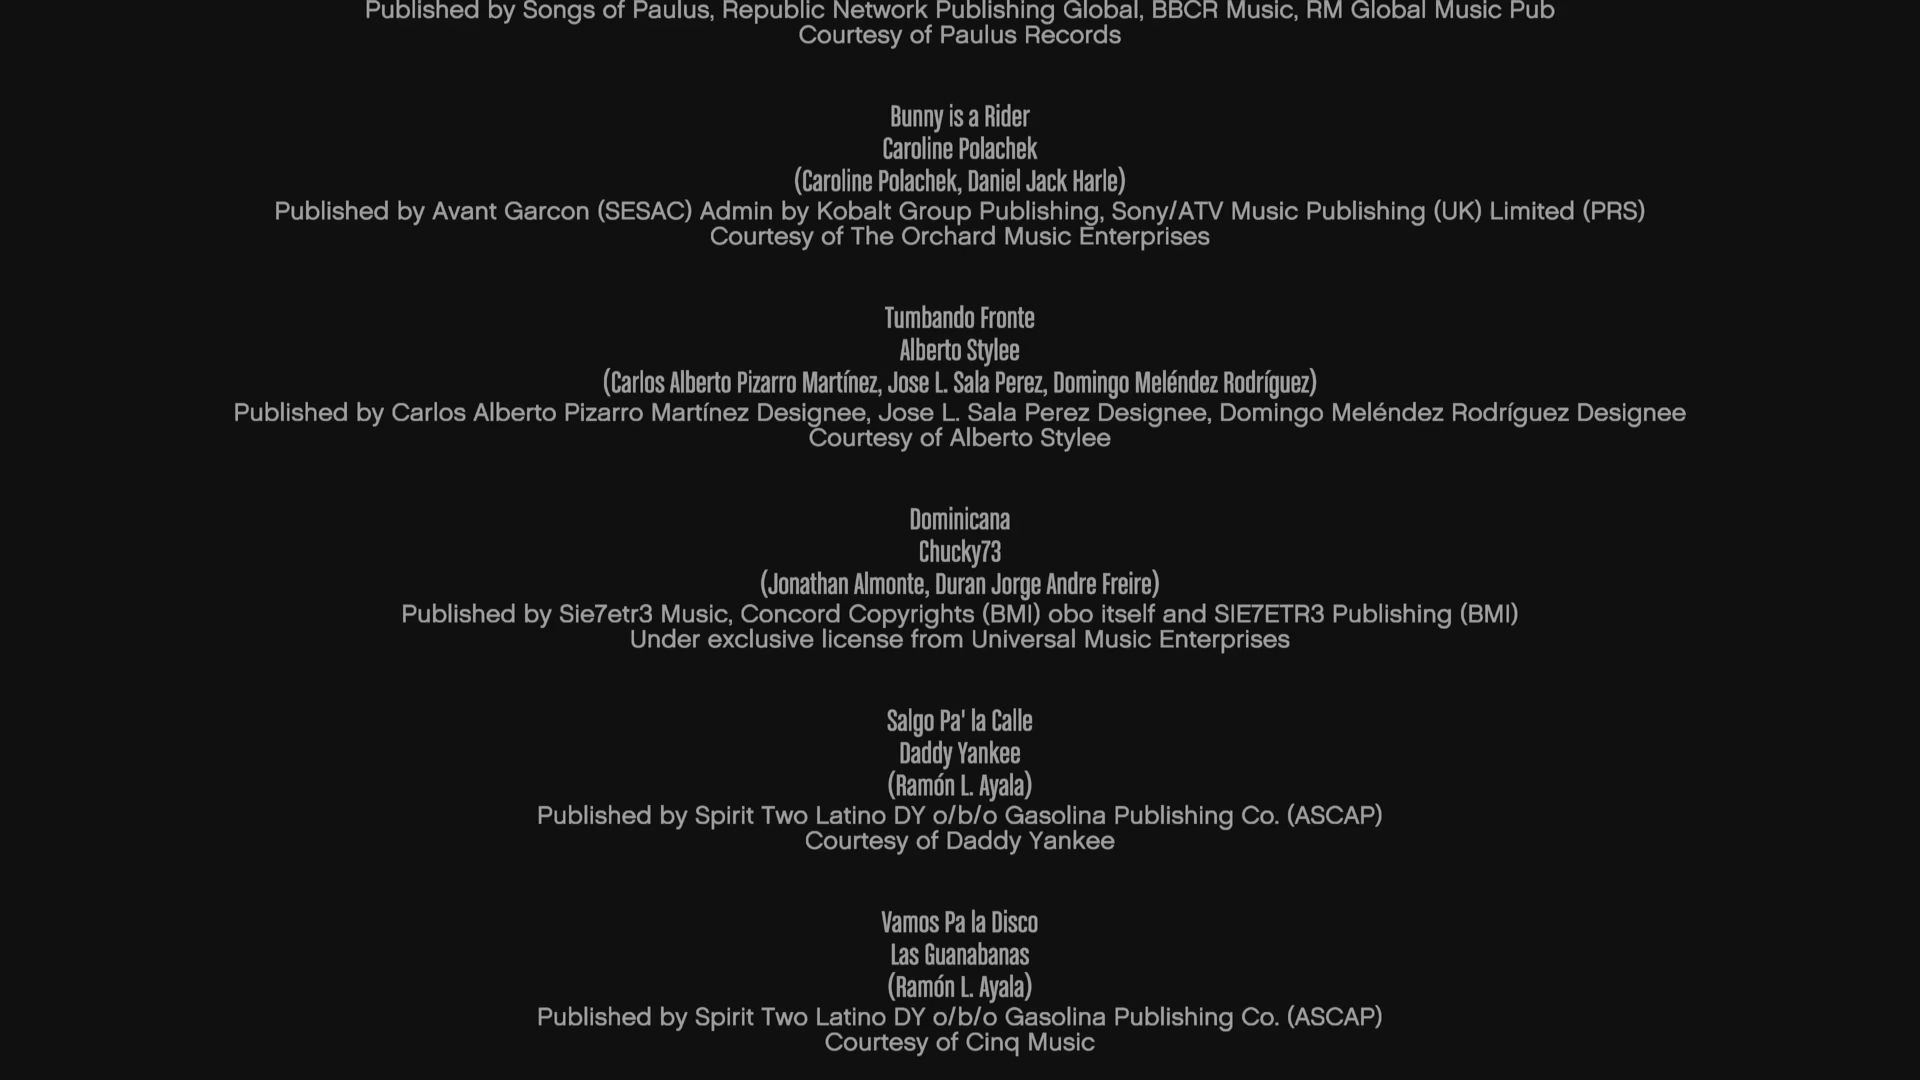 Published by Songs of Paulus, Republic Network Publishing Global, BBCR Music, RM Global Music Pub
Courtesy of Paulus Records
Bunny is a Rider
Caroline Polachek
(Caroline Polachek, Daniel Jack Harle)
Published by Avant Garcon (SESAC) Admin by Kobalt Group Publishing, Sony/ATV Music Publishing (UK) Limited (PRS)
Courtesy of The Orchard Music Enterprises
Tumbando Fronte
Alberto Stylee
(Carlos Alberto Pizarro Martínez, Jose L. Sala Perez, Domingo Meléndez Rodríguez)
Published by Carlos Alberto Pizarro Martínez Designee, Jose L. Sala Perez Designee, Domingo Meléndez Rodríguez Designee
Courtesy of Alberto Stylee
Dominicana
Chucky73
(Jonathan Almonte, Duran Jorge Andre Freire)
Published by Sie7etr3 Music, Concord Copyrights (BMI) obo itself and SIE7ETR3 Publishing (BMI)
Under exclusive license from Universal Music Enterprises
Salgo Pa' la Calle
Daddy Yankee
(Ramón L. Ayala)
Published by Spirit Two Latino DY o/b/o Gasolina Publishing Co. (ASCAP)
Courtesy of Daddy Yankee
Vamos Pa la Disco
Las Guanabanas
(Ramón L. Ayala)
Published by Spirit Two Latino DY o/b/o Gasolina Publishing Co. (ASCAP)
Courtesy of Cinq Music